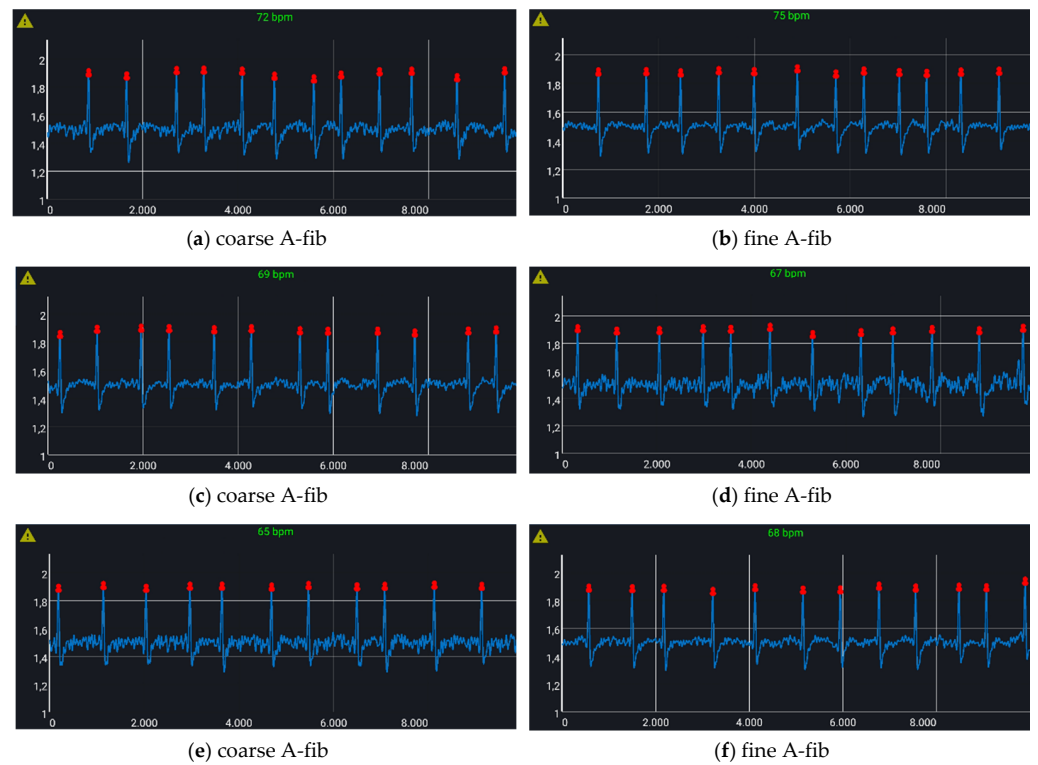 72 bpm
2
1,8
1,6
1,4
1,2
1
0 2.000 4.000 6.000 8.000
(a) coarse A-fib
75 bpm
2
1,8
1,6
1,4
1,2
1
0 2.000 4.000 6.000 8.000
(b) fine A-fib
69 bpm
2
1,8
1,6
1,4
1,2
1
0 2.000 4.000 6.000 8.000
(c) coarse A-fib
67 bpm
2
1,8
1,6
1,4
1,2
1
0 2.000 4.000 6.000 8.000
(d) fine A-fib
65 bpm
2
1,8
1,6
1,4
1,2
1
0 2.000 4.000 6.000 8.000
(e) coarse A-fib
68 bpm
2
1,8
1,6
1,4
1,2
1
0 2.000 4.000 6.000 8.000
(f) fine A-fib